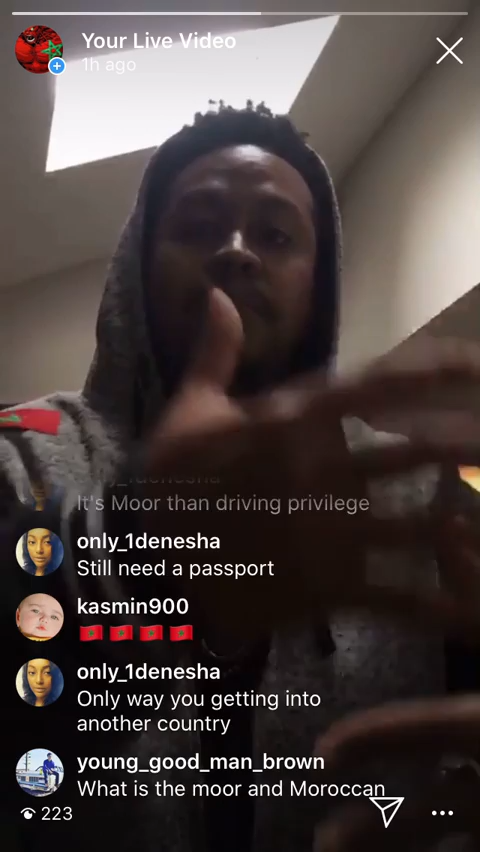 Your Live Video
1h ago
only_1denesha
It's Moor than driving privilege
only_1denesha
Still need a passport
kasmin900
🇲🇦 🇲🇦 🇲🇦 🇲🇦
only_1denesha
Only way you getting into
another country
young_good_man_brown
What is the moor and Moroccan
223